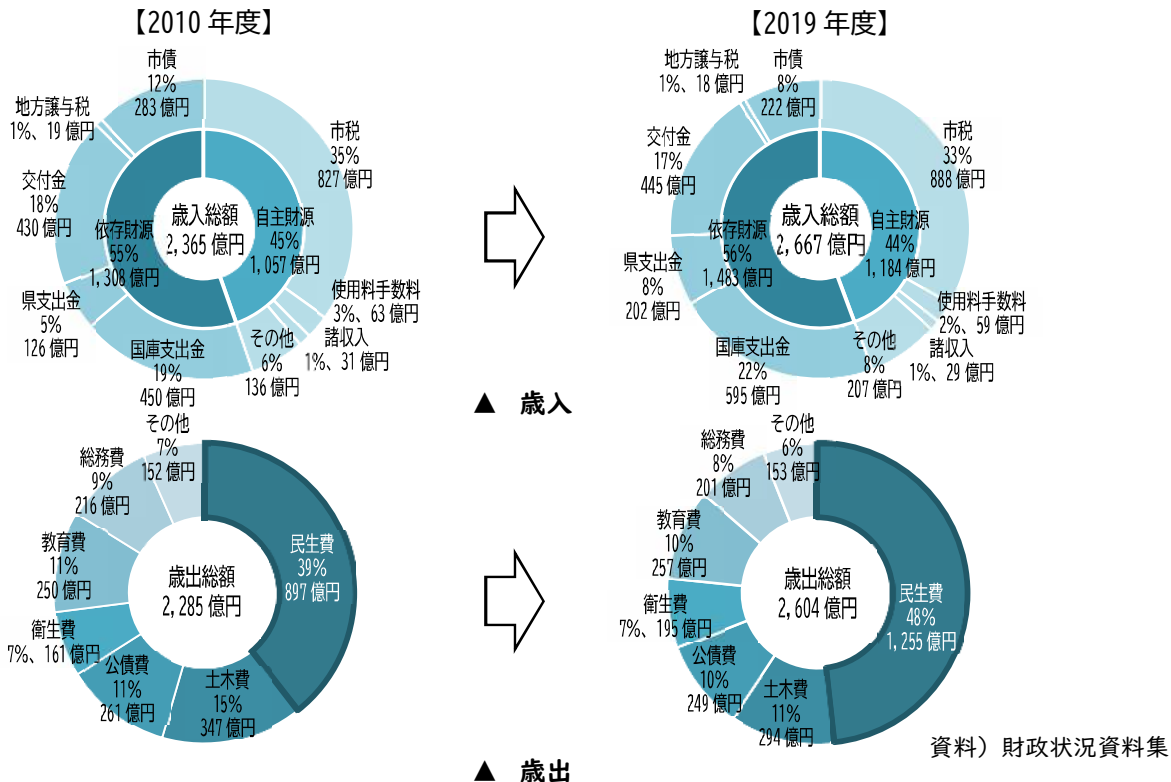 【2010 年度】
市債
12%
283 億円
地方譲与税
1%、19 億円
交付金
18%
430 億円
県支出金
5%
126 億円
国庫支出金
19%
450 億円
その他
6%
136 億円
諸収入
1%、31 億円
使用料手数料
3%、63 億円
市税
35%
827 億円
依存財源
55%
1,308 億円
歳入総額
2,365 億円
自主財源
45%
1,057 億円
【2019 年度】
地方譲与税
1%、18 億円
市債
8%
222 億円
交付金
17%
445 億円
県支出金
8%
202 億円
国庫支出金
22%
595 億円
その他
8%
207 億円
諸収入
1%、29 億円
使用料手数料
2%、59 億円
市税
33%
888 億円
依存財源
56%
1,483 億円
歳入総額
2,667 億円
自主財源
44%
1,184 億円
▲ 歳入
その他
7%
152 億円
総務費
9%
216 億円
教育費
11%
250 億円
衛生費
7%、161 億円
公債費
11%
261 億円
土木費
15%
347 億円
民生費
39%
897 億円
歳出総額
2,285 億円
その他
6%
153 億円
総務費
8%
201 億円
教育費
10%
257 億円
衛生費
7%、195 億円
公債費
10%
249 億円
土木費
11%
294 億円
民生費
48%
1,255 億円
歳出総額
2,604 億円
▲ 歳出
資料）財政状況資料集